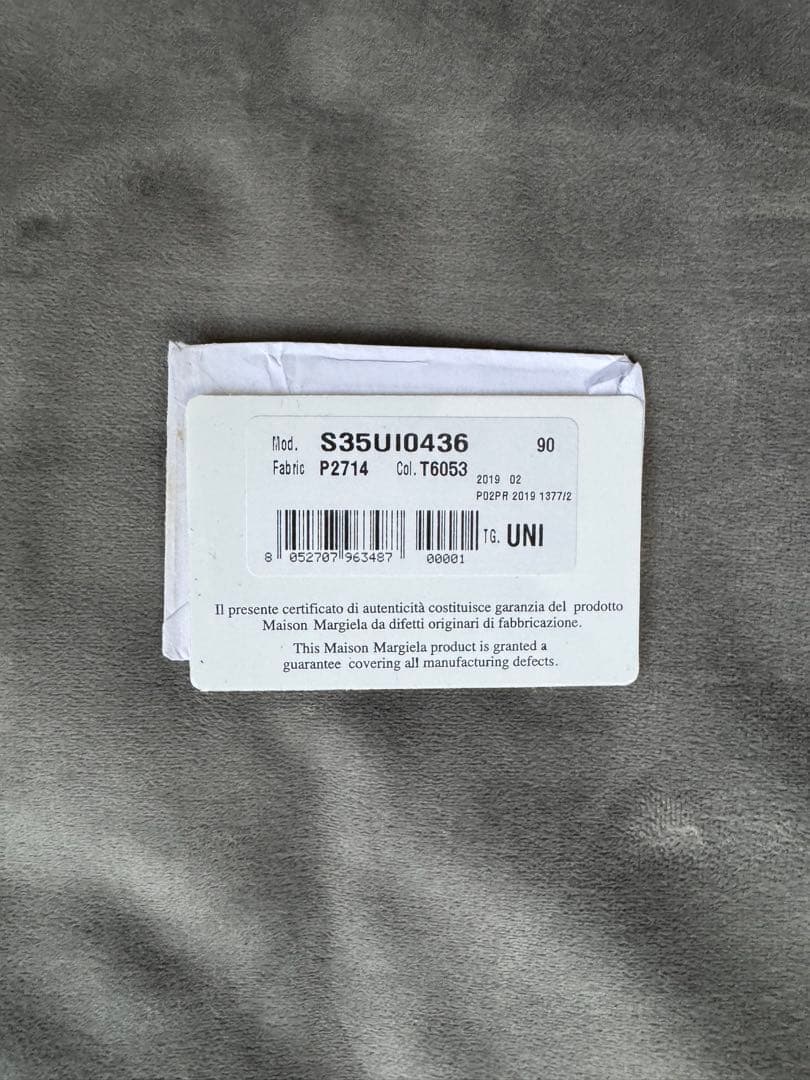 Mod. S35UI0436 90
Fabric P2714 Col. T6053
2019 02
P02PR 2019 1377/2
TG. UNI
8 052707 963487 00001
Il presente certificato di autenticità costituisce garanzia del prodotto
Maison Margiela da difetti originari di fabbricazione.
This Maison Margiela product is granted a
guarantee covering all manufacturing defects.